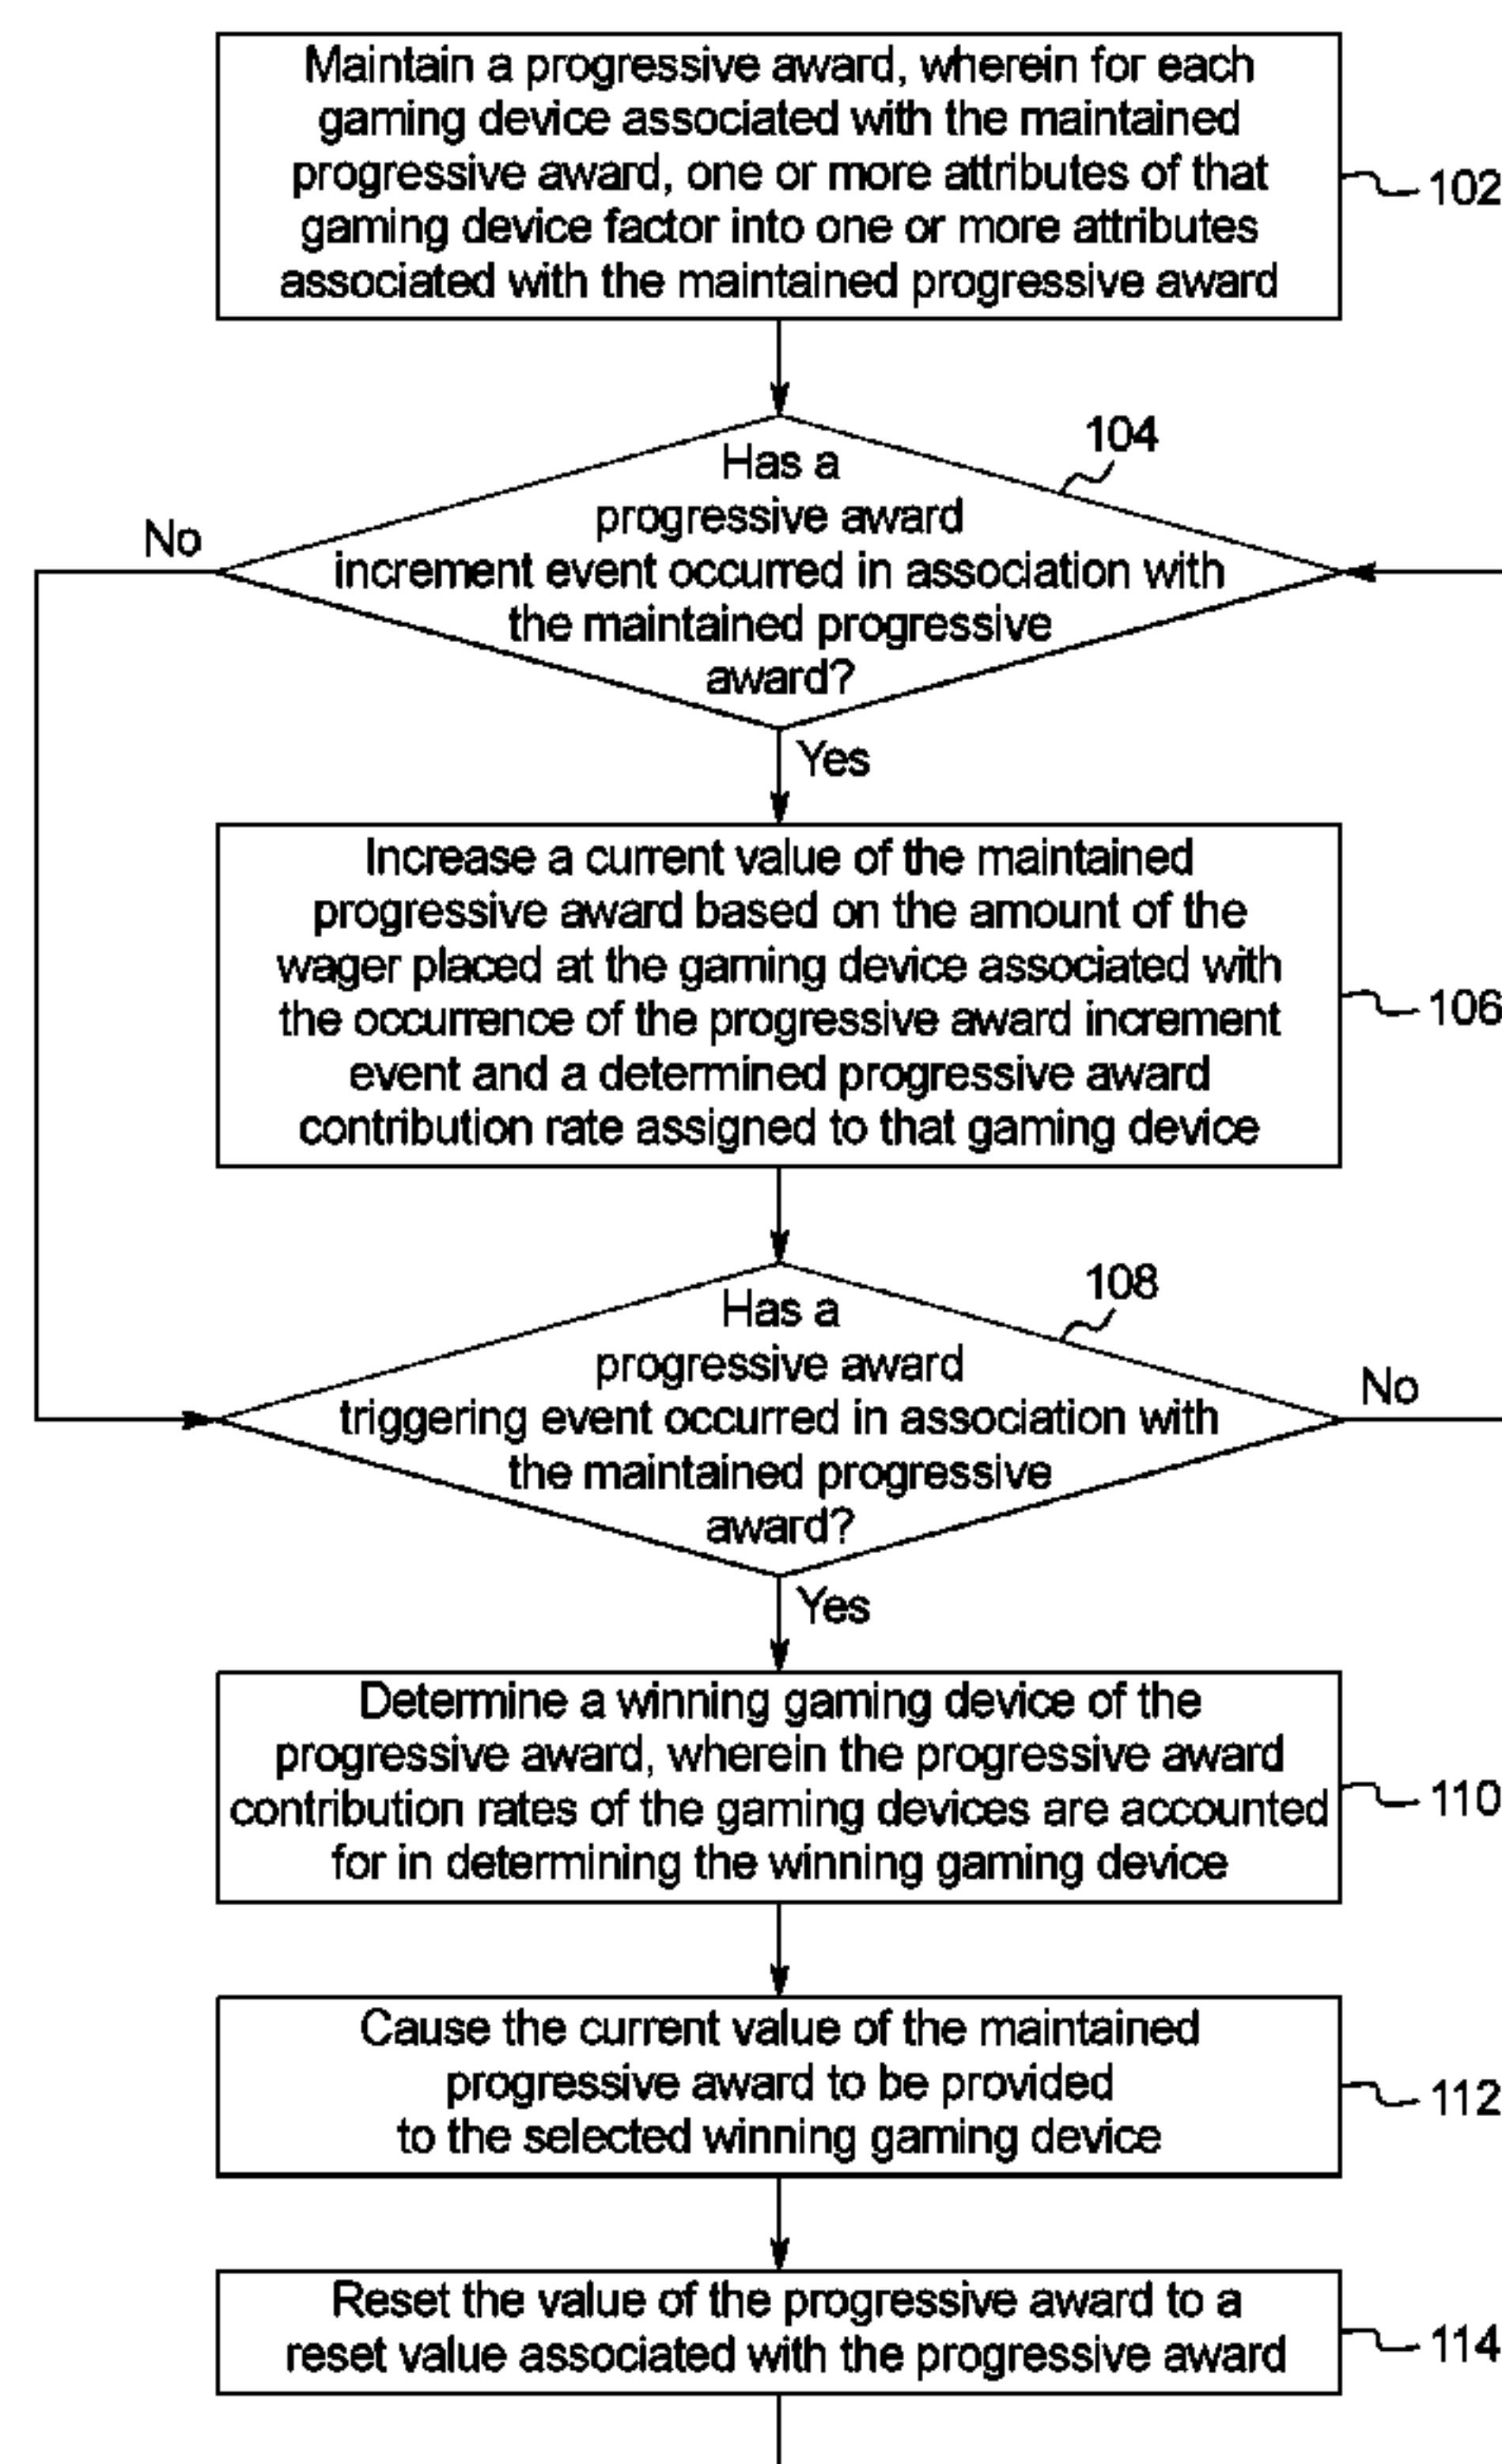 Maintain a progressive award, wherein for each
gaming device associated with the maintained
progressive award, one or more attributes of that
gaming device factor into one or more attributes
associated with the maintained progressive award
102
104
Has a
progressive award
increment event occurred in association with
the maintained progressive
award?
No
Yes
Increase a current value of the maintained
progressive award based on the amount of the
wager placed at the gaming device associated with
the occurrence of the progressive award increment
event and a determined progressive award
contribution rate assigned to that gaming device
106
108
Has a
progressive award
triggering event occurred in association with
the maintained progressive
award?
No
Yes
Determine a winning gaming device of the
progressive award, wherein the progressive award
contribution rates of the gaming devices are accounted
for in determining the winning gaming device
110
Cause the current value of the maintained
progressive award to be provided
to the selected winning gaming device
112
Reset the value of the progressive award to a
reset value associated with the progressive award
114